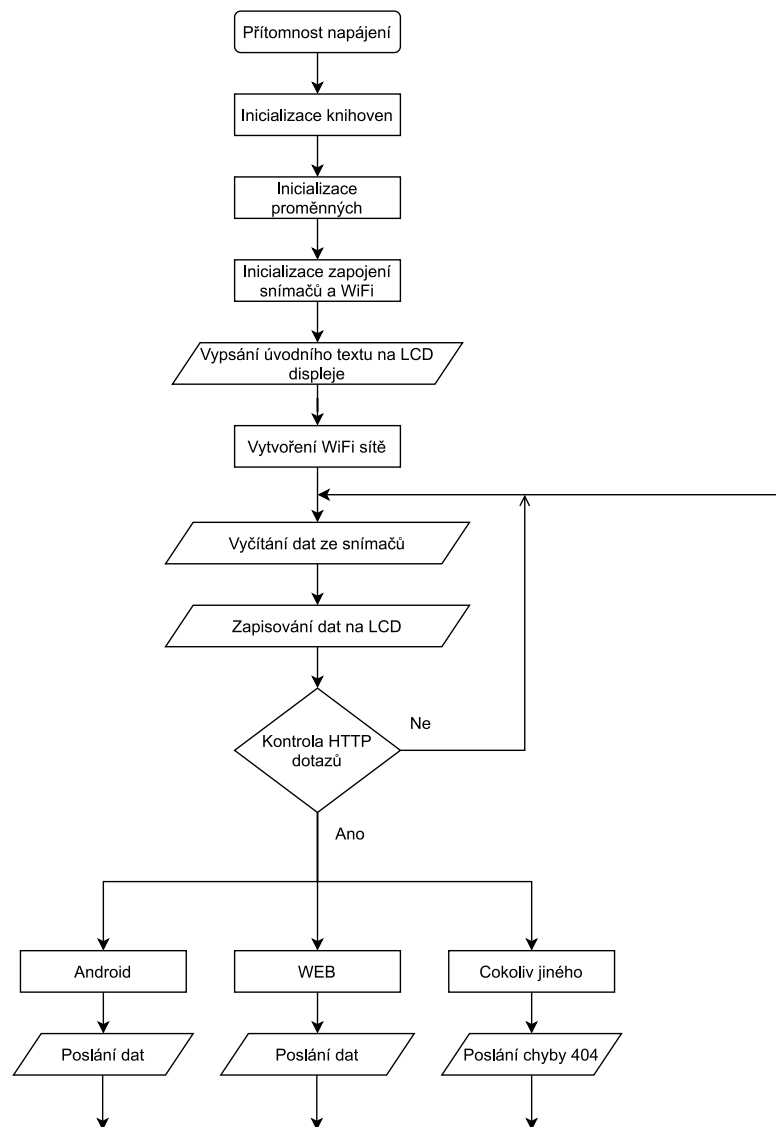 Přítomnost napájení
Inicializace knihoven
Inicializace
proměnných
Inicializace zapojení
snímačů a WiFi
Vypsání úvodního textu na LCD
displeje
Vytvoření WiFi sítě
Vyčítání dat ze snímačů
Zapisování dat na LCD
Kontrola HTTP
dotazů
Ne
Ano
Android
WEB
Cokoliv jiného
Poslání dat
Poslání dat
Poslání chyby 404